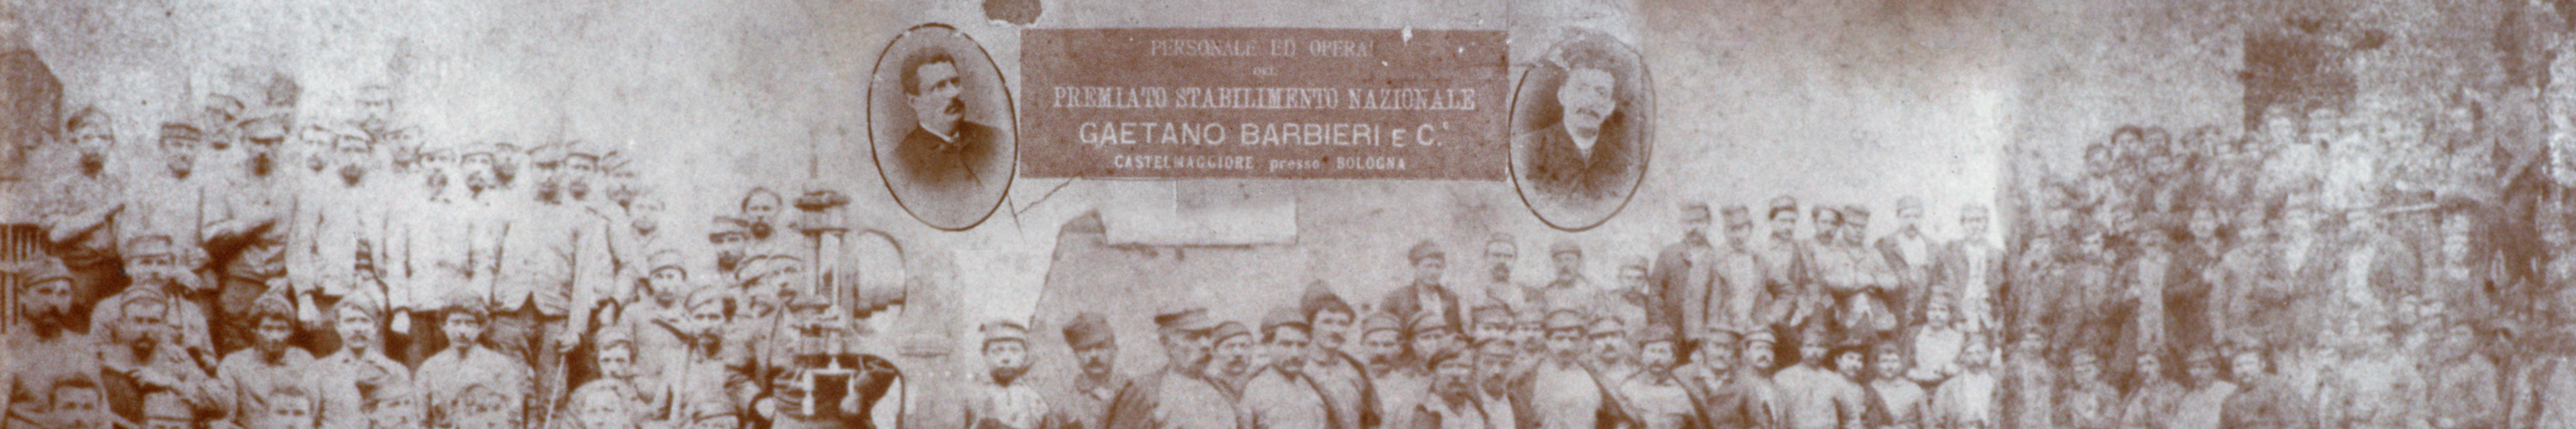 PERSONALE ED OPERAI
DEL
PREMIATO STABILIMENTO NAZIONALE
GAETANO BARBIERI E C.ⁱ
CASTELMAGGIORE presso BOLOGNA